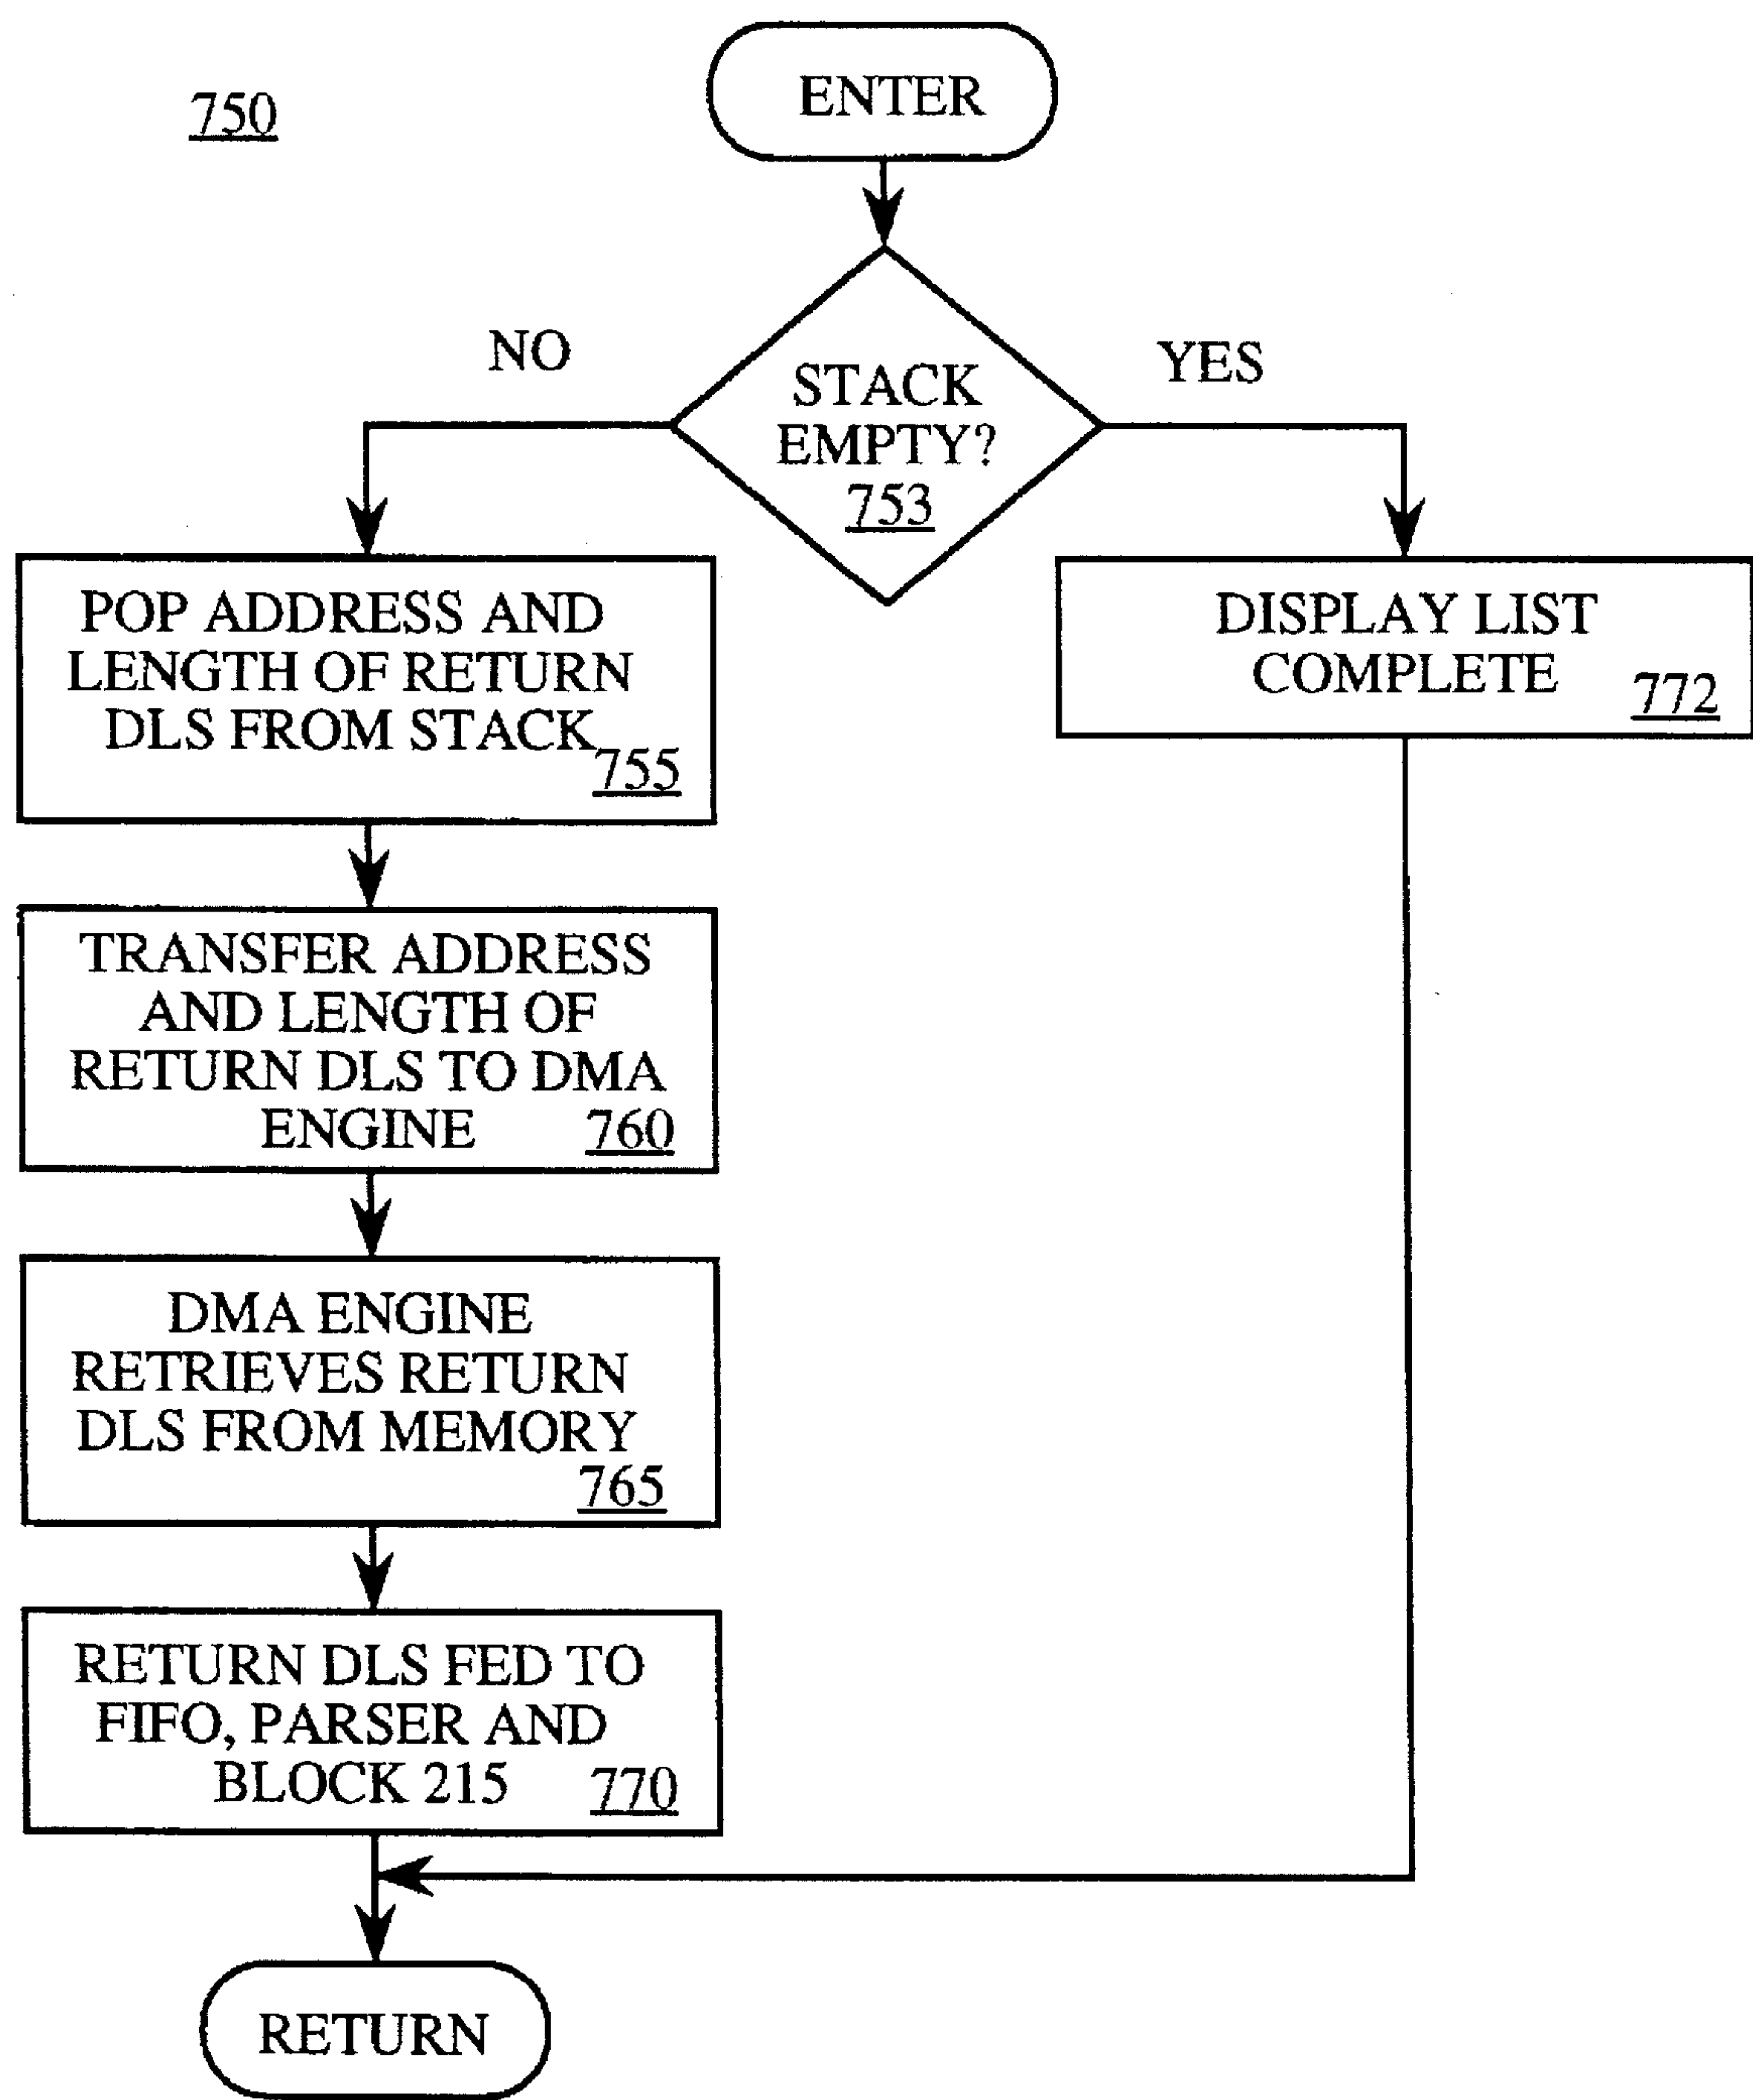 750
ENTER
NO
YES
STACK
EMPTY?
753
POP ADDRESS AND
LENGTH OF RETURN
DLS FROM STACK
755
DISPLAY LIST
COMPLETE
772
TRANSFER ADDRESS
AND LENGTH OF
RETURN DLS TO DMA
ENGINE 760
DMA ENGINE
RETRIEVES RETURN
DLS FROM MEMORY
765
RETURN DLS FED TO
FIFO, PARSER AND
BLOCK 215 770
RETURN